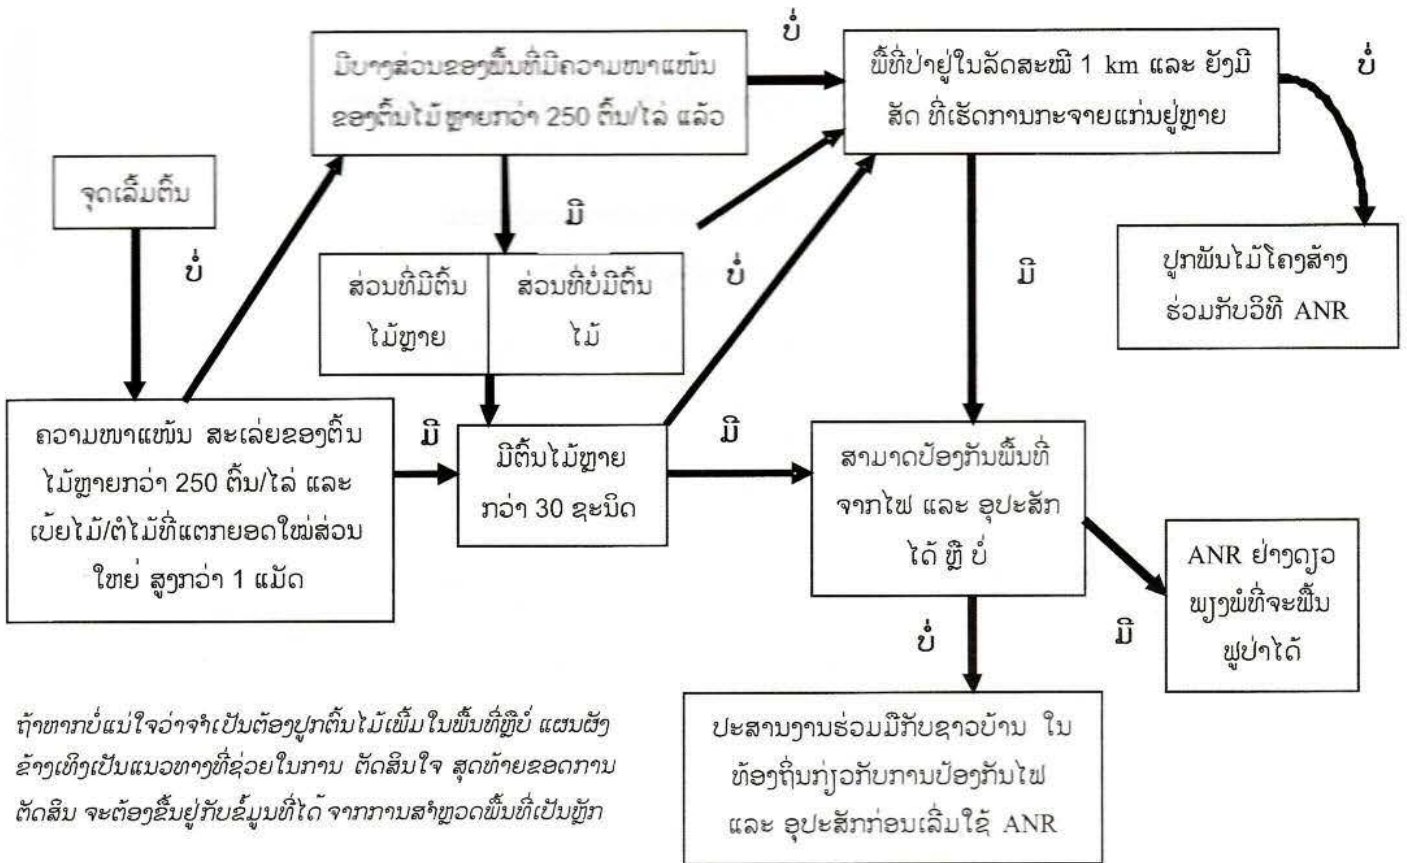 ບໍ່
ມີບາງສ່ວນຂອງພື້ນທີ່ມີຄວາມໜາແໜ້ນ
ຂອງຕົ້ນໄມ້ຫຼາຍກວ່າ 250 ຕົ້ນ/ໄລ່ ແລ້ວ
ພື້ທີ່ປ່າຢູ່ໃນລັດສະໝີ 1 km ແລະ ຍັງມີ
ສັດ ທີ່ເຮັດການກະຈາຍແກ່ນຢູ່ຫຼາຍ
ບໍ່
ຈຸດເລີ້ມຕົ້ນ
ບໍ່
ມີ
ສ່ວນທີ່ມີຕົ້ນ
ໄມ້ຫຼາຍ
ສ່ວນທີ່ບໍ່ມີຕົ້ນ
ໄມ້
ບໍ່
ມີ
ປູກພັນໄມ້ໂຄງສ້າງ
ຮ່ວມກັບວິທີ ANR
ຄວາມໜາແໜ້ນ ສະເລ່ຍຂອງຕົ້ນ
ໄມ້ຫຼາຍກວ່າ 250 ຕົ້ນ/ໄລ່ ແລະ
ເບ້ຍໄມ້/ຕໍໄມ້ທີ່ແຕກຍອດໃໝ່ສ່ວນ
ໃຫຍ່ ສູງກວ່າ 1 ແມັດ
ມີ
ມີຕົ້ນໄມ້ຫຼາຍ
ກວ່າ 30 ຊະນິດ
ມີ
ສາມາດປ້ອງກັນພື້ນທີ່
ຈາກໄຟ ແລະ ອຸປະສັກ
ໄດ້ ຫຼື ບໍ່
ANR ຢ່າງດຽວ
ພຽງພໍທີ່ຈະຟື້ນ
ຟູປ່າໄດ້
ບໍ່
ມີ
ປະສານງານຮ່ວມມືກັບຊາວບ້ານ ໃນ
ທ້ອງຖິ່ນກ່ຽວກັບການປ້ອງກັນໄຟ
ແລະ ອຸປະສັກກ່ອນເລີ່ມໃຊ້ ANR
ຖ້າຫາກບໍ່ແນ່ໃຈວ່າຈຳເປັນຕ້ອງປູກຕົ້ນໄມ້ເພີ້ມໃນພື້ນທີ່ຫຼືບໍ່ ແຜນຜັງ
ຂ້າງເທິງເປັນແນວທາງທີ່ຊ່ວຍໃນການ ຕັດສິນໃຈ ສຸດທ້າຍຂອດການ
ຕັດສິນ ຈະຕ້ອງຂື້ນຢູ່ກັບຂໍ້ມູນທີ່ໄດ້ ຈາກການສຳຫຼວດພື້ນທີ່ເປັນຫຼັກ